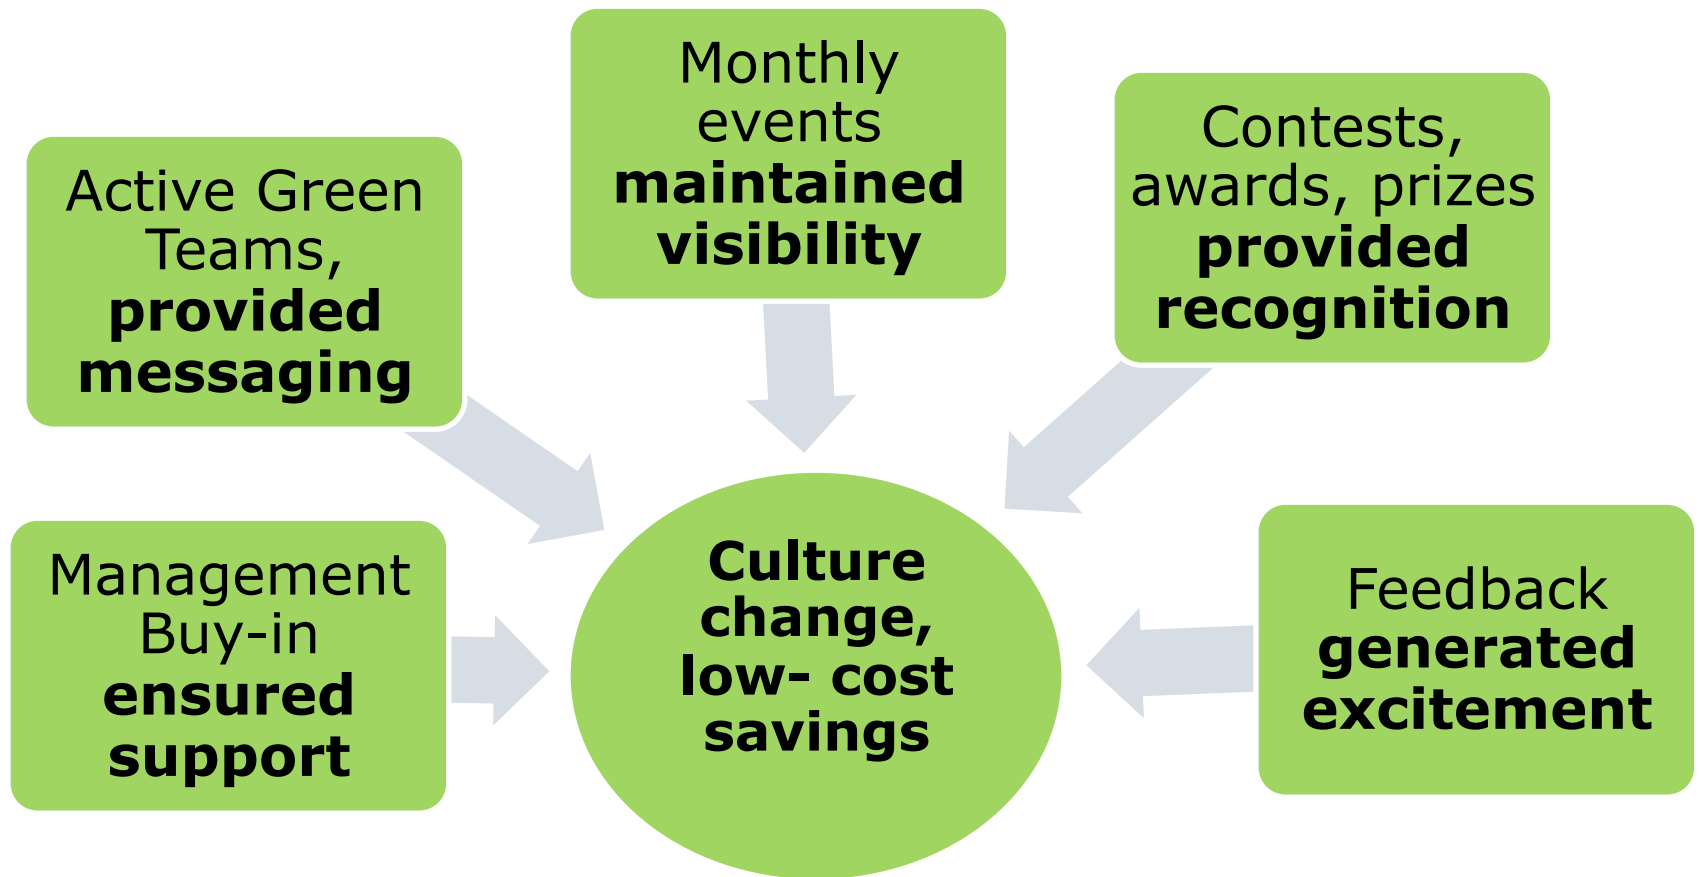 Monthly
events
maintained
visibility
Contests,
awards, prizes
provided
recognition
Active Green
Teams,
provided
messaging
Management
Buy-in
ensured
support
Culture
change,
low- cost
savings
Feedback
generated
excitement